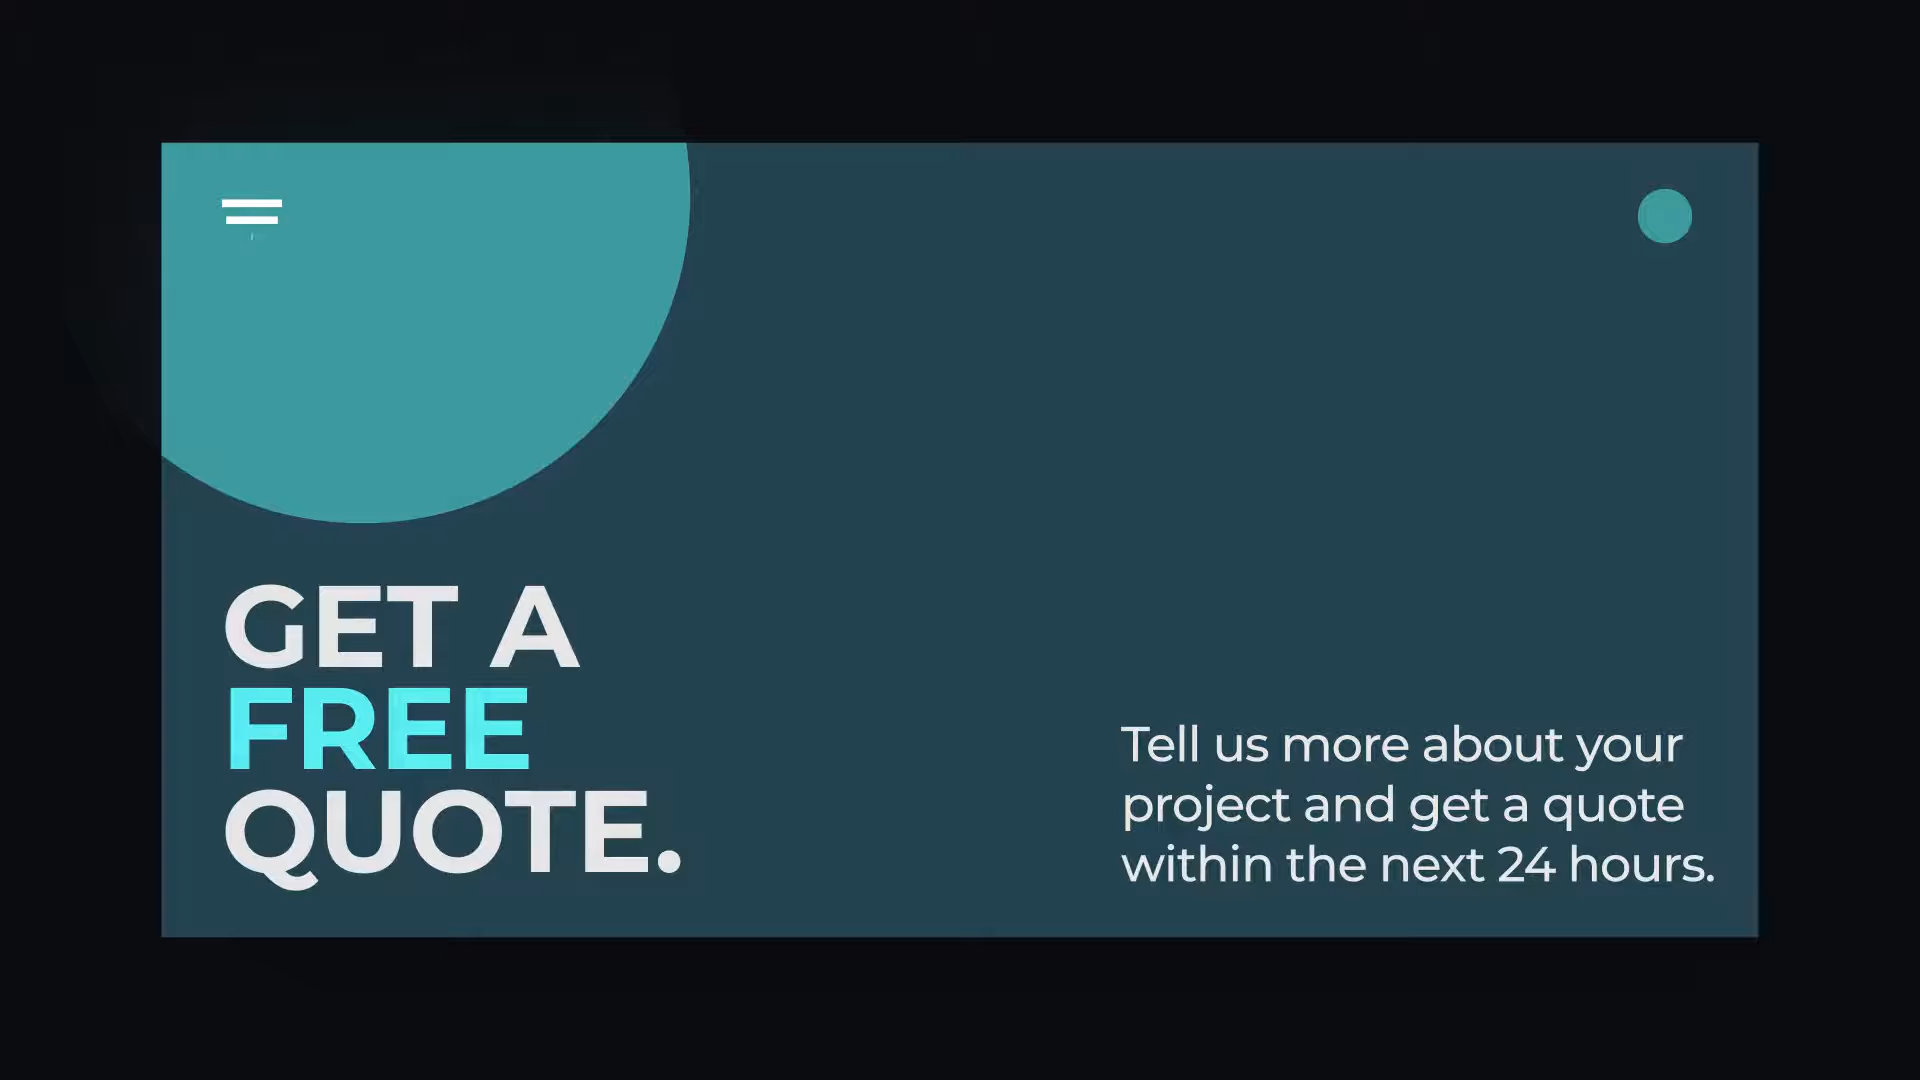 GET A
FREE
QUOTE.
Tell us more about your
project and get a quote
within the next 24 hours.